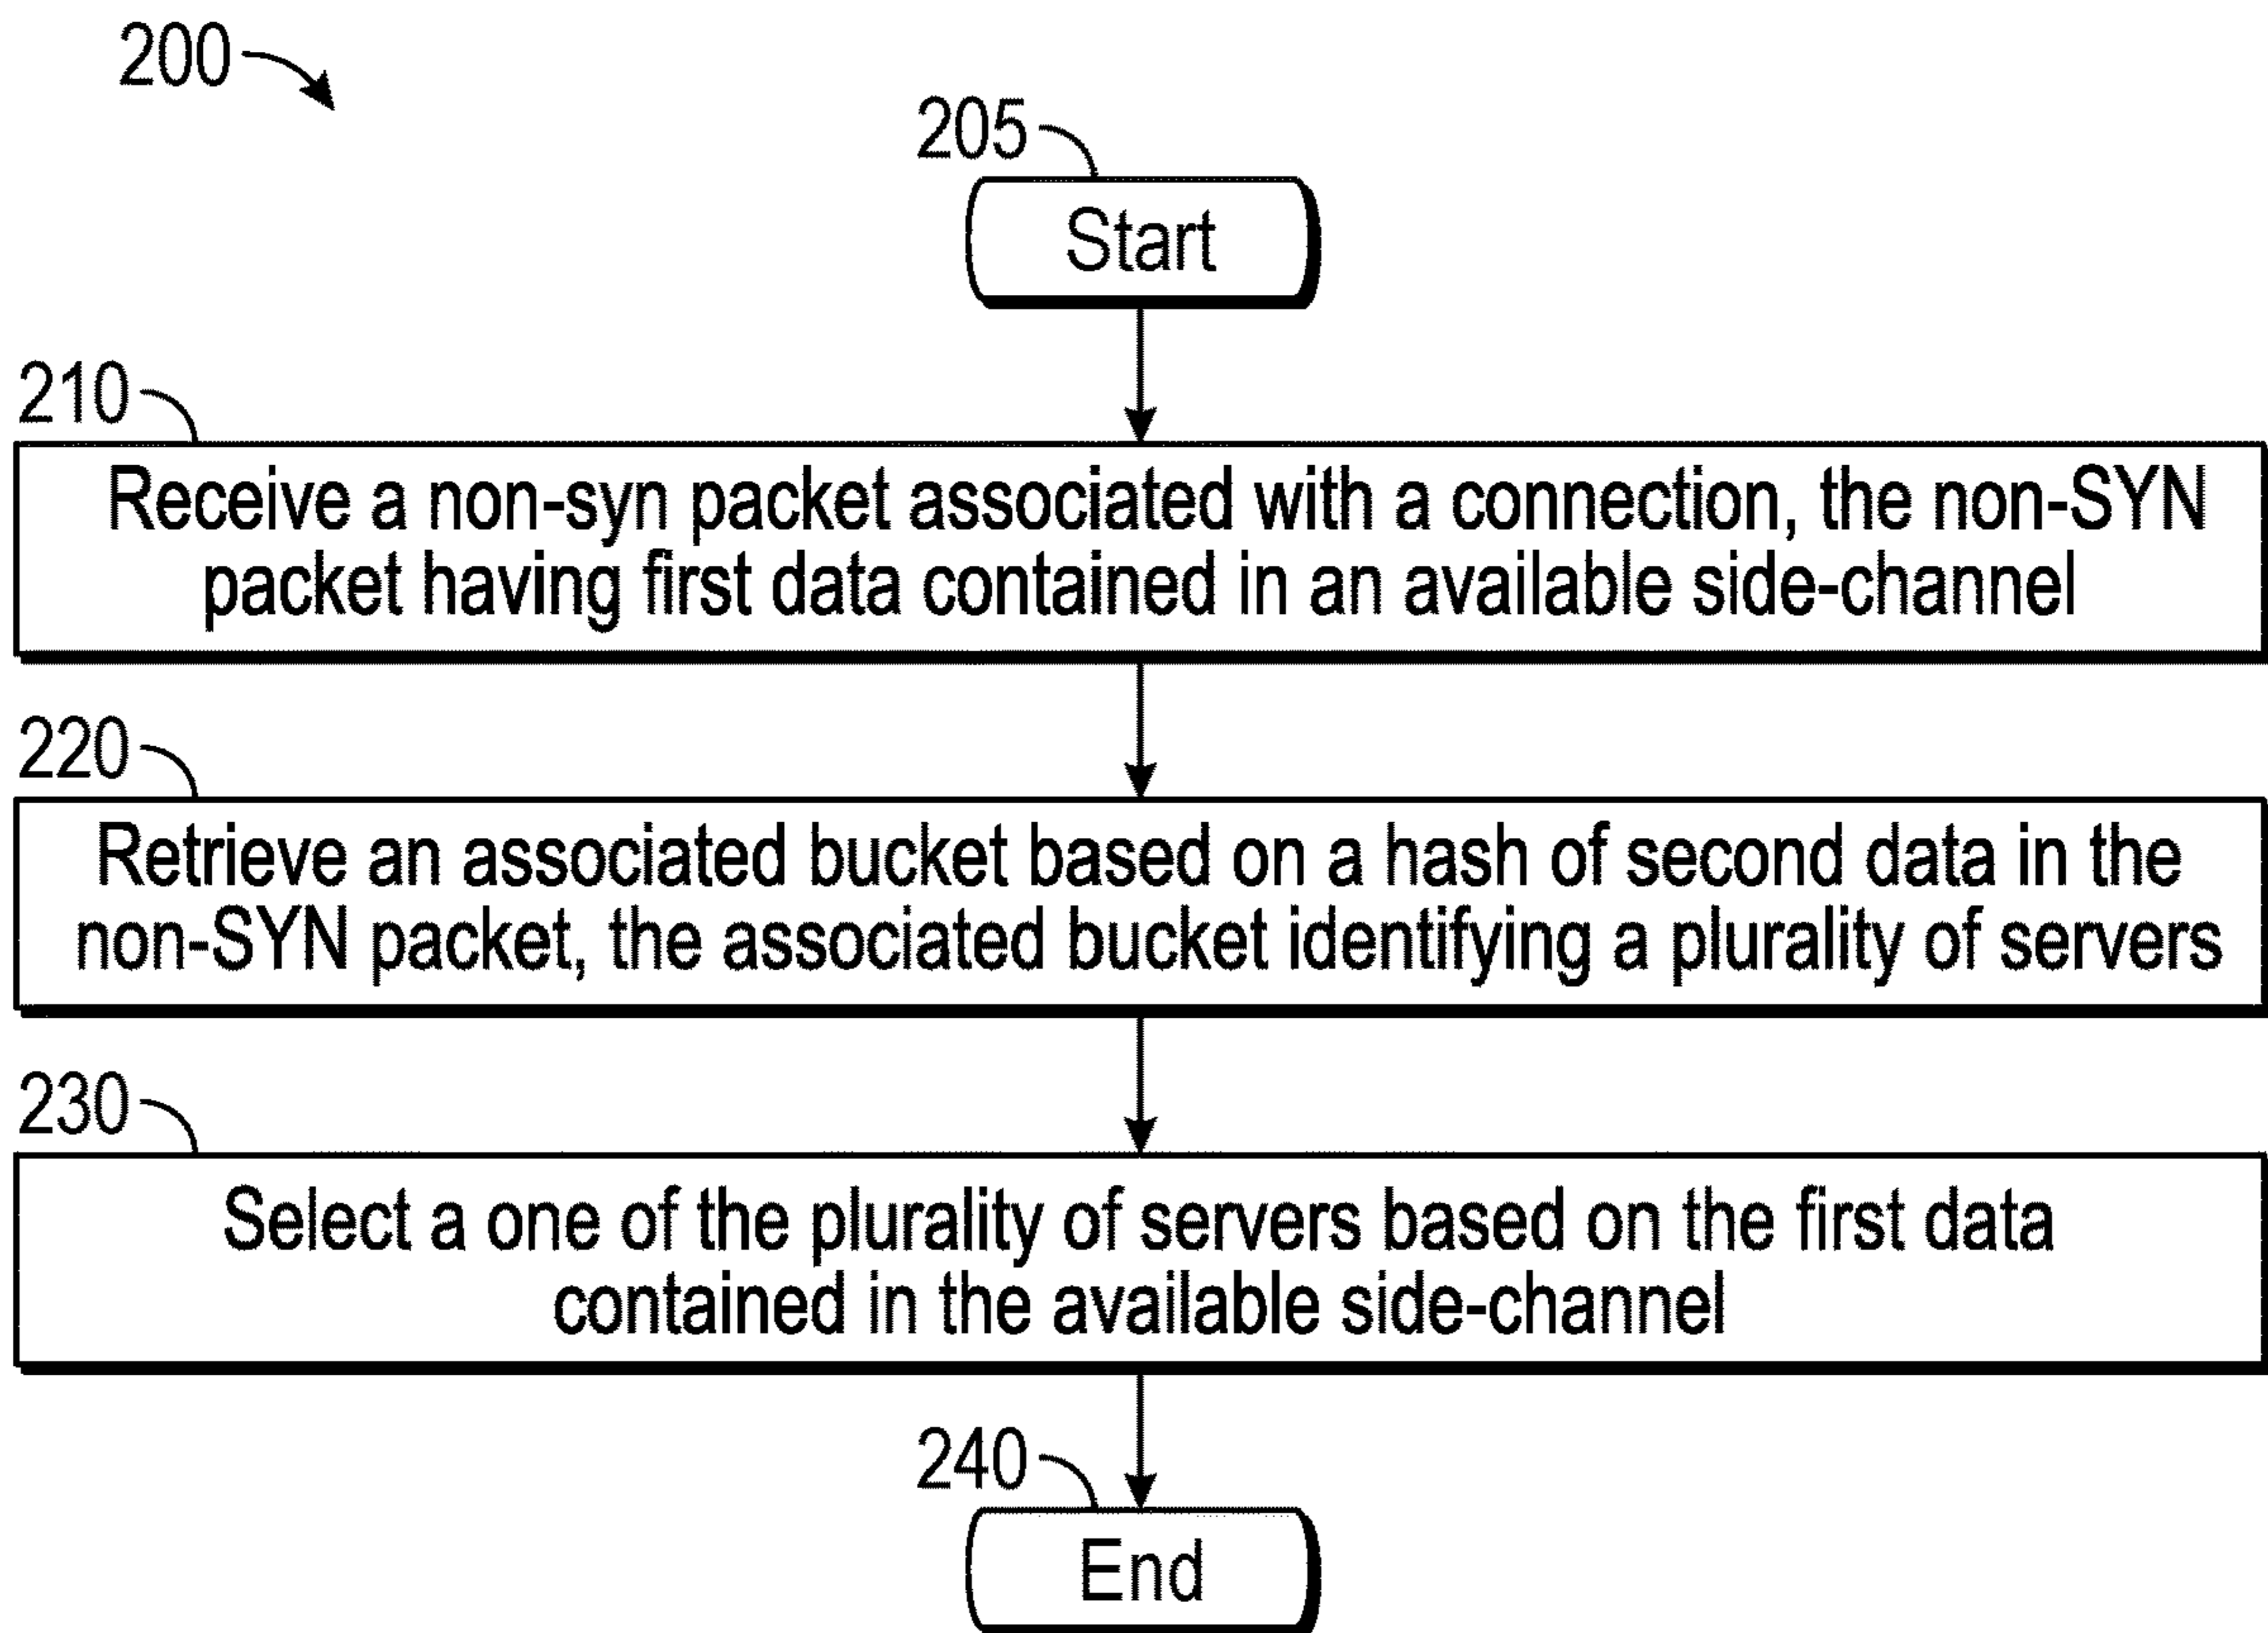 200
205
Start
210
Receive a non-syn packet associated with a connection, the non-SYN
packet having first data contained in an available side-channel
220
Retrieve an associated bucket based on a hash of second data in the
non-SYN packet, the associated bucket identifying a plurality of servers
230
Select a one of the plurality of servers based on the first data
contained in the available side-channel
240
End